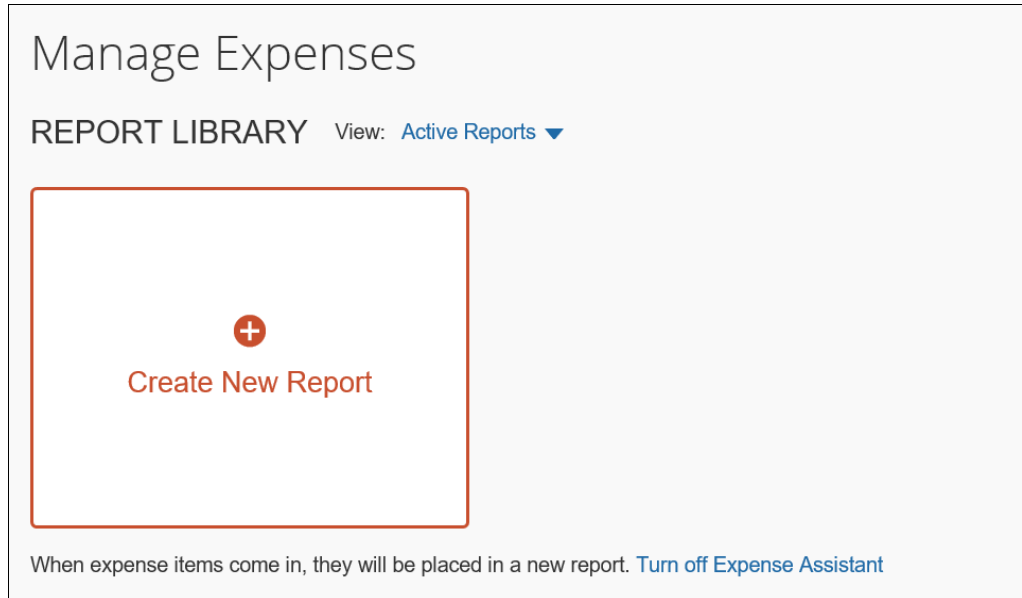 Manage Expenses
REPORT LIBRARY View: Active Reports
Create New Report
When expense items come in, they will be placed in a new report. Turn off Expense Assistant